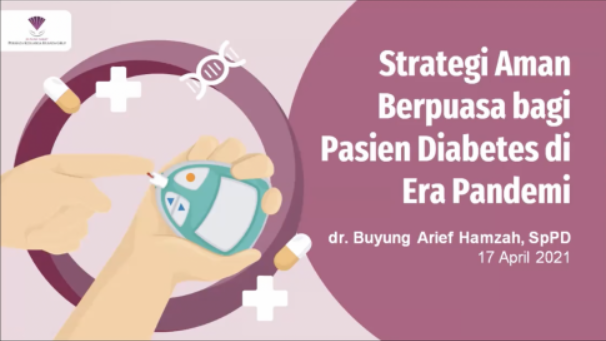 Strategi Aman
Berpuasa bagi
Pasien Diabetes di
Era Pandemi
dr. Buyung Arief Hamzah, SpPD
17 April 2021